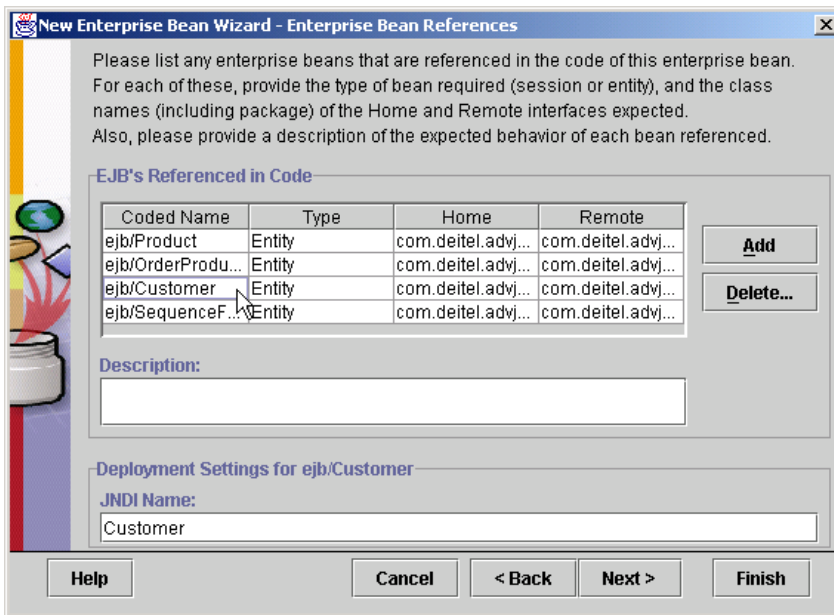 New Enterprise Bean Wizard - Enterprise Bean References
Please list any enterprise beans that are referenced in the code of this enterprise bean.
For each of these, provide the type of bean required (session or entity), and the class
names (including package) of the Home and Remote interfaces expected.
Also, please provide a description of the expected behavior of each bean referenced.
EJB's Referenced in Code
Coded Name Type Home Remote
ejb/Product Entity com.deitel.advj... com.deitel.advj...
ejb/OrderProdu... Entity com.deitel.advj... com.deitel.advj...
ejb/Customer Entity com.deitel.advj... com.deitel.advj...
ejb/SequenceF... Entity com.deitel.advj... com.deitel.advj...
Add
Delete...
Description:
Deployment Settings for ejb/Customer
JNDI Name:
Customer
Help Cancel < Back Next > Finish